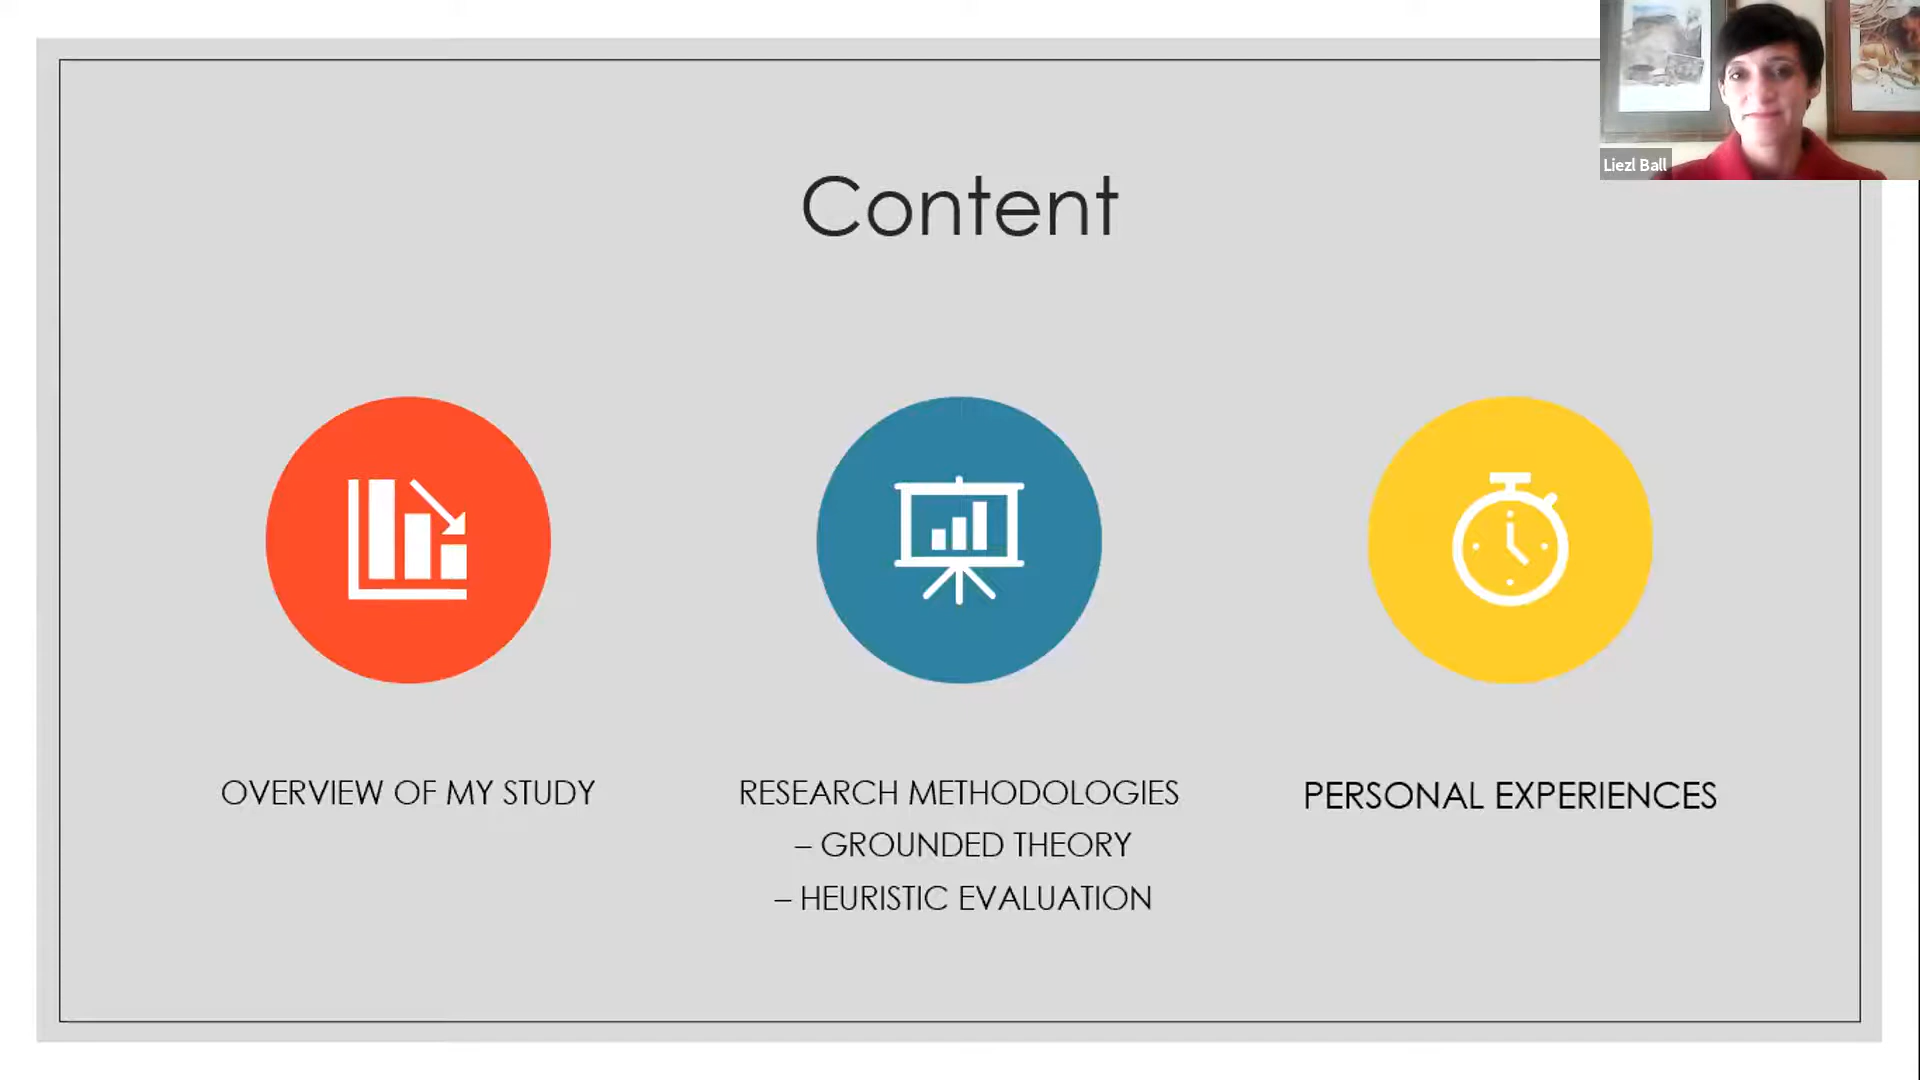 Liezl Ball
Content
OVERVIEW OF MY STUDY
RESEARCH METHODOLOGIES
– GROUNDED THEORY
– HEURISTIC EVALUATION
PERSONAL EXPERIENCES